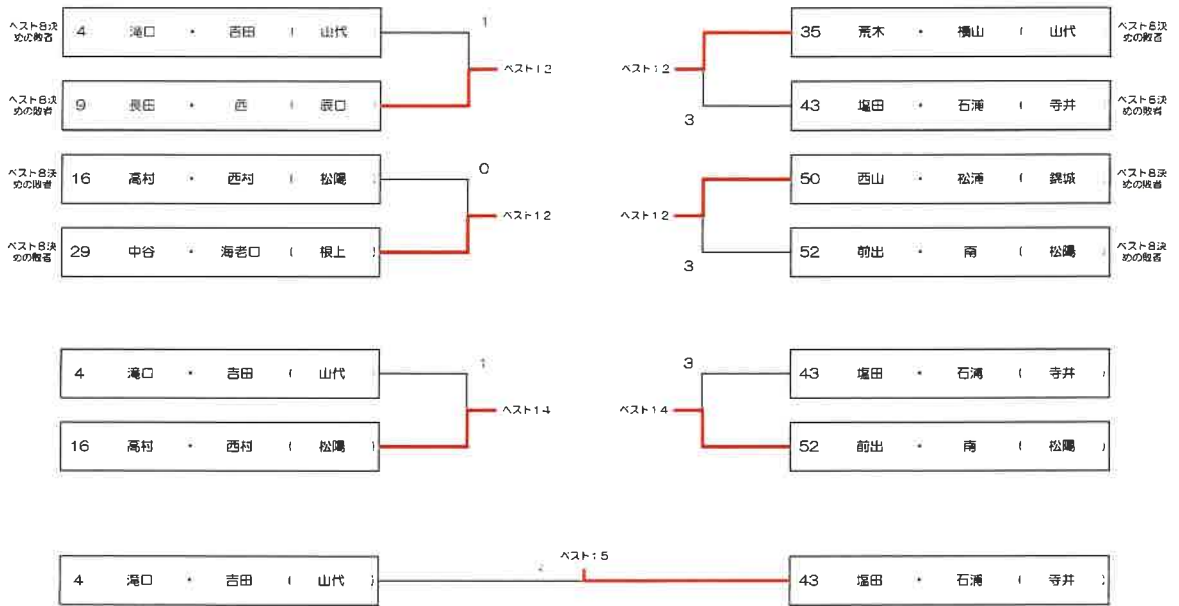 ベスト8決めの敗者 4 滝口 ・ 吉田 ( 山代 1 35 荒木 ・ 横山 ( 山代 ベスト8決めの敗者
ベスト12 ベスト12
ベスト8決めの敗者 9 長田 ・ 西 ( 辰口 3 43 塩田 ・ 石浦 ( 寺井 ベスト8決めの敗者
ベスト8決めの敗者 16 高村 ・ 西村 ( 松陽 0 50 西山 ・ 松浦 ( 錦城 ベスト8決めの敗者
ベスト12 ベスト12
ベスト8決めの敗者 29 中谷 ・ 海老口 ( 根上 ) 3 52 前出 ・ 南 ( 松陽 ベスト8決めの敗者
4 滝口 ・ 吉田 ( 山代 1 3 43 塩田 ・ 石浦 ( 寺井 )
ベスト14 ベスト14
16 高村 ・ 西村 ( 松陽 ) 52 前出 ・ 南 ( 松陽 )
ベスト15
4 滝口 ・ 吉田 ( 山代 ) 43 塩田 ・ 石浦 ( 寺井 )